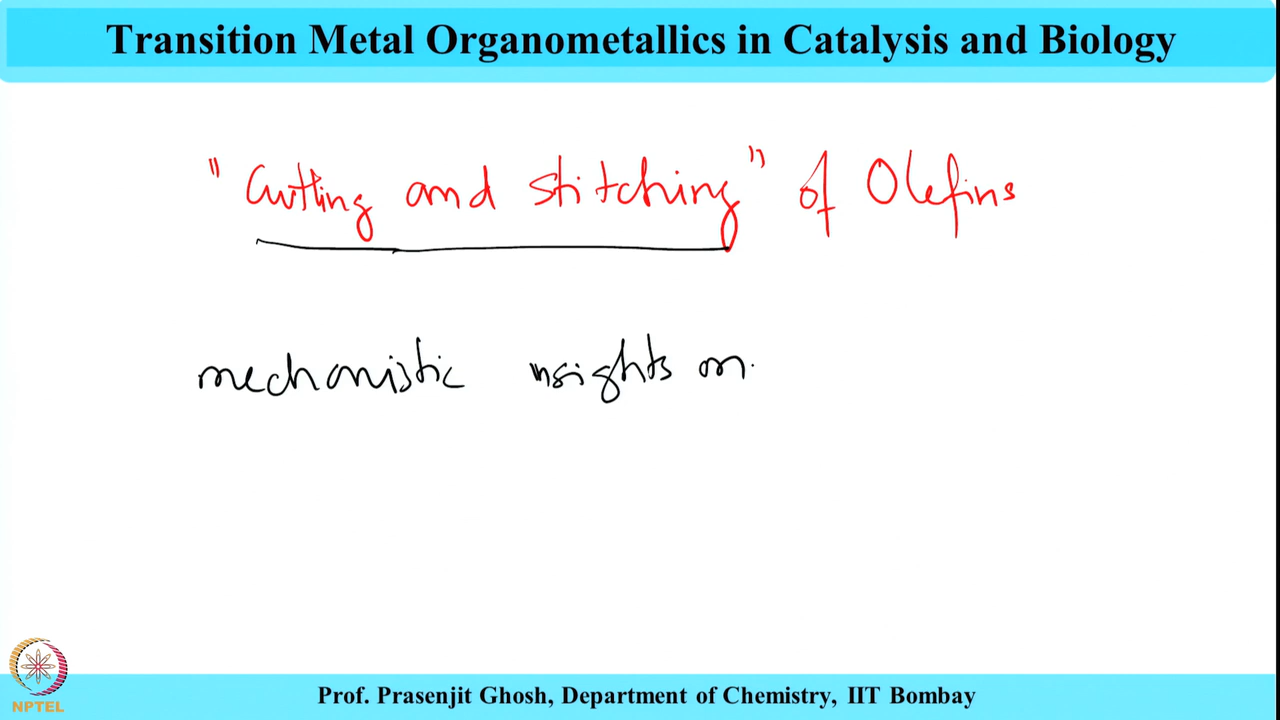 Transition Metal Organometallics in Catalysis and Biology
"Cutting and stitching" of Olefins
mechanistic insights on
NPTEL
Prof. Prasenjit Ghosh, Department of Chemistry, IIT Bombay